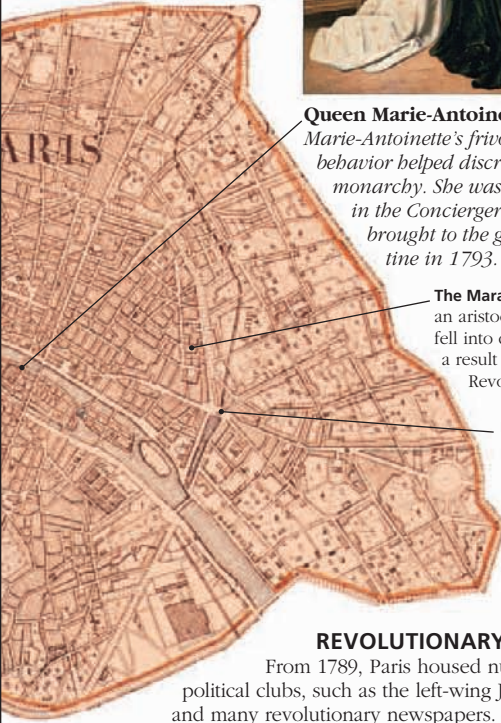 ARIS
Queen Marie-Antoine
Marie-Antoinette's frive
behavior helped discr
monarchy. She was
in the Concierger
brought to the g
tine in 1793.
The Mara
an aristoc
fell into
a result
Revo
REVOLUTIONARY
From 1789, Paris housed nu
political clubs, such as the left-wing J
and many revolutionary newspapers.